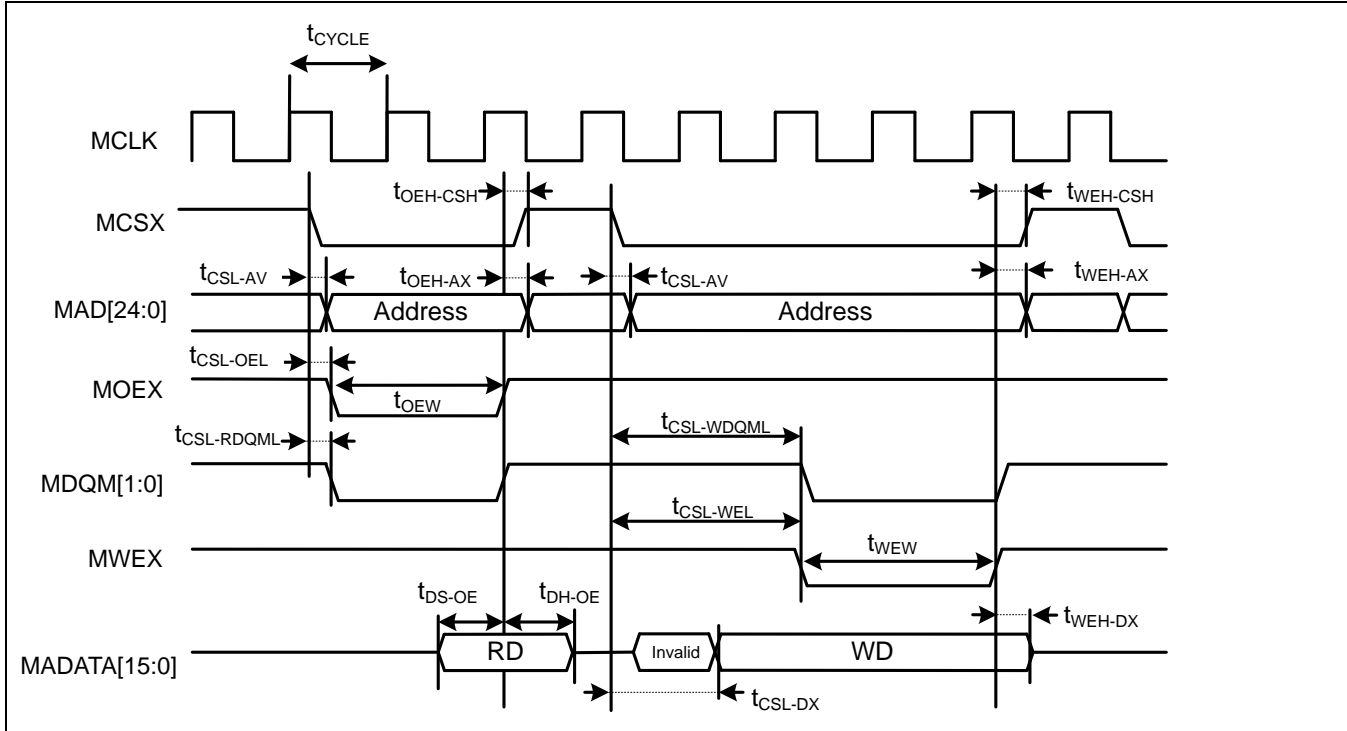 tCYCLE
MCLK
tOEH-CSH
tWEH-CSH
MCSX
tCSL-AV
tOEH-AX
tCSL-AV
tWEH-AX
MAD[24:0]
Address
Address
tCSL-OEL
MOEX
tOEW
tCSL-RDQML
tCSL-WDQML
MDQM[1:0]
tCSL-WEL
MWEX
tWEW
tDS-OE
tDH-OE
tWEH-DX
MADATA[15:0]
RD
Invalid
WD
tCSL-DX